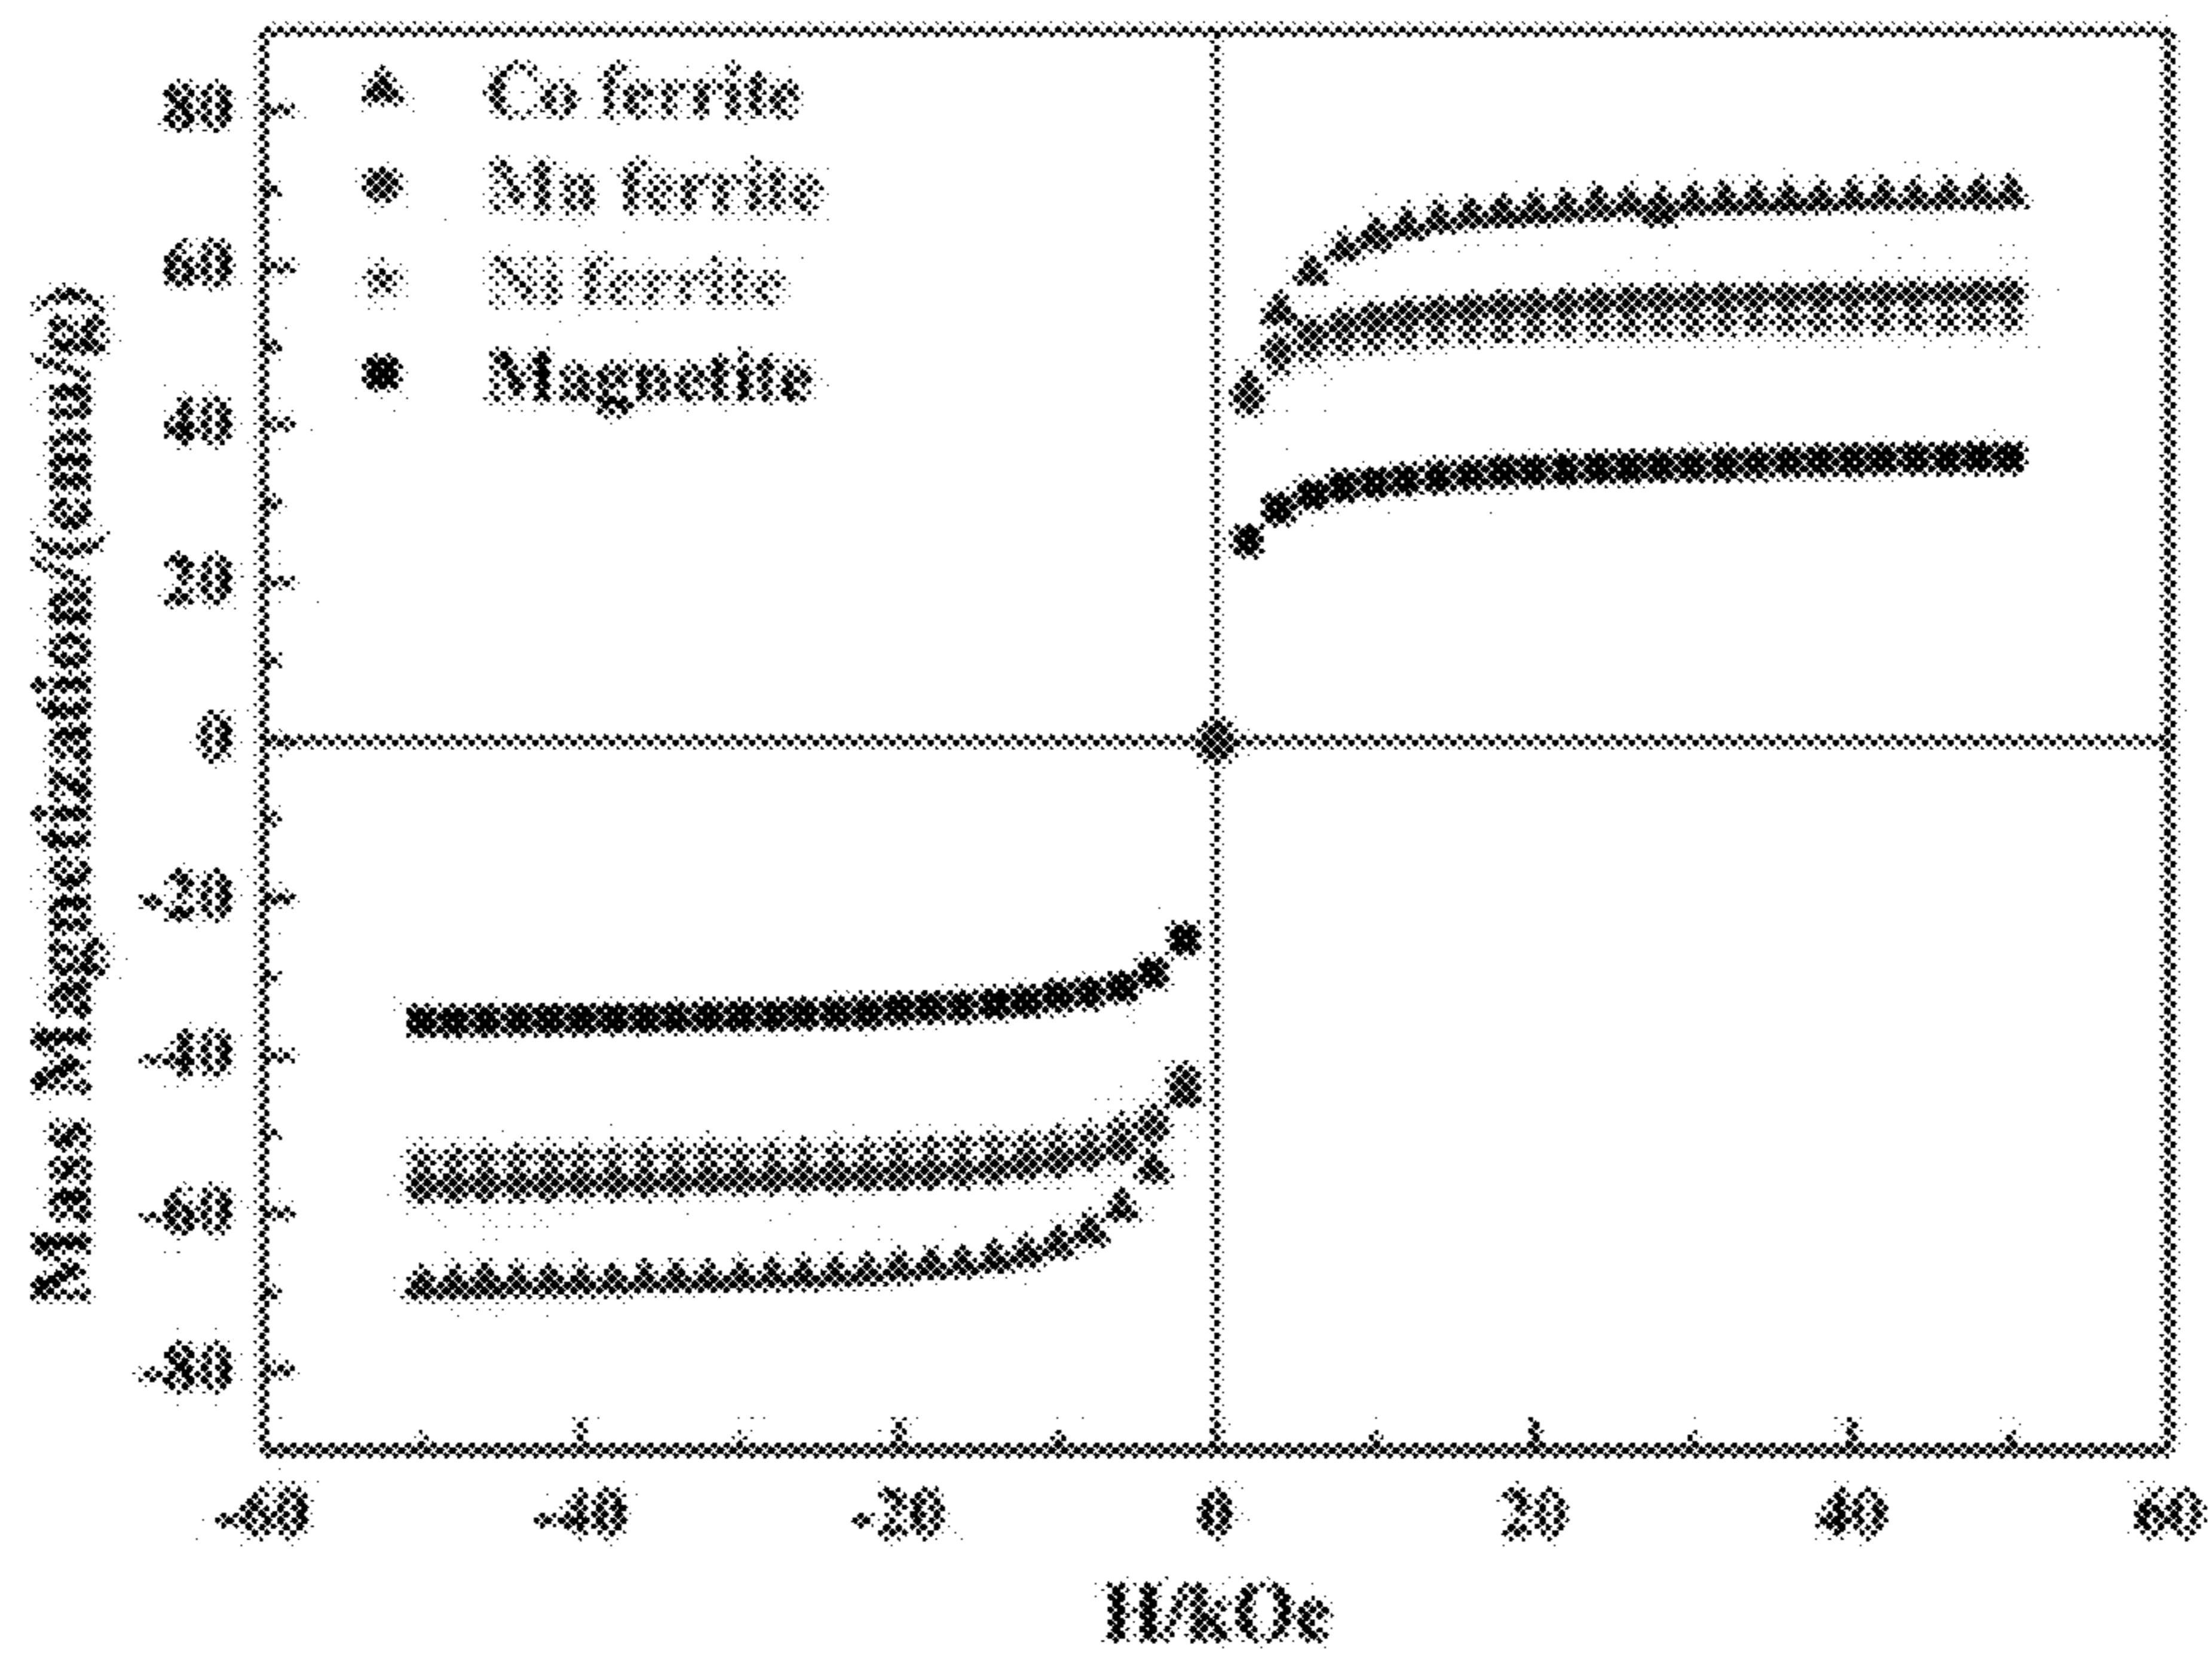 Co ferrite
Mn ferrite
Ni ferrite
Magnetite
80
60
40
20
0
-20
-40
-60
-80
Mass Magnetization/(emu/g)
-60 -40 -20 0 20 40 60
H/kOe